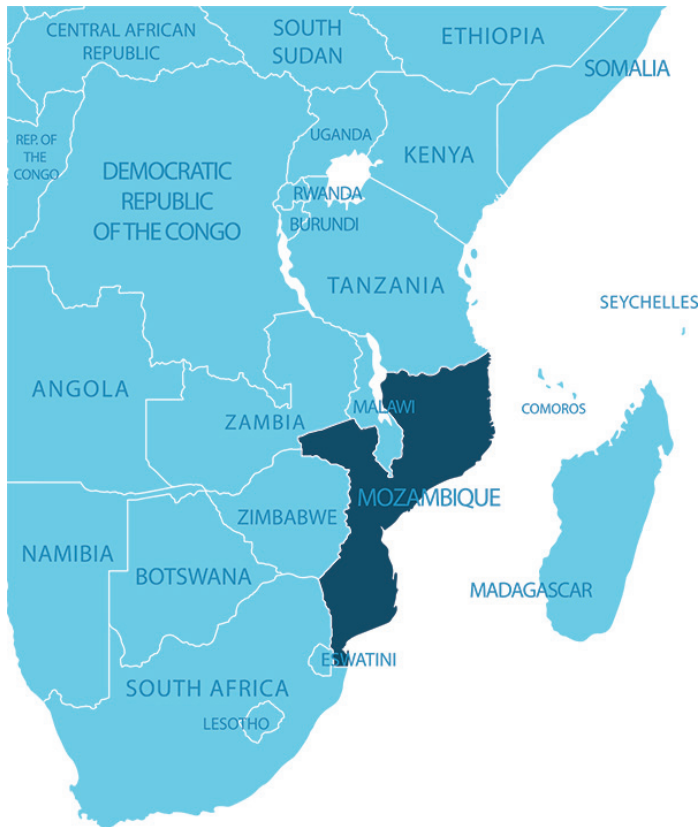 CENTRAL AFRICAN
REPUBLIC
SOUTH
SUDAN
ETHIOPIA
SOMALIA
REP. OF
THE
CONGO
UGANDA
KENYA
DEMOCRATIC
REPUBLIC
OF THE CONGO
RWANDA
BURUNDI
TANZANIA
SEYCHELLES
ANGOLA
MALAWI
COMOROS
ZAMBIA
MOZAMBIQUE
ZIMBABWE
NAMIBIA
BOTSWANA
MADAGASCAR
ESWATINI
SOUTH AFRICA
LESOTHO